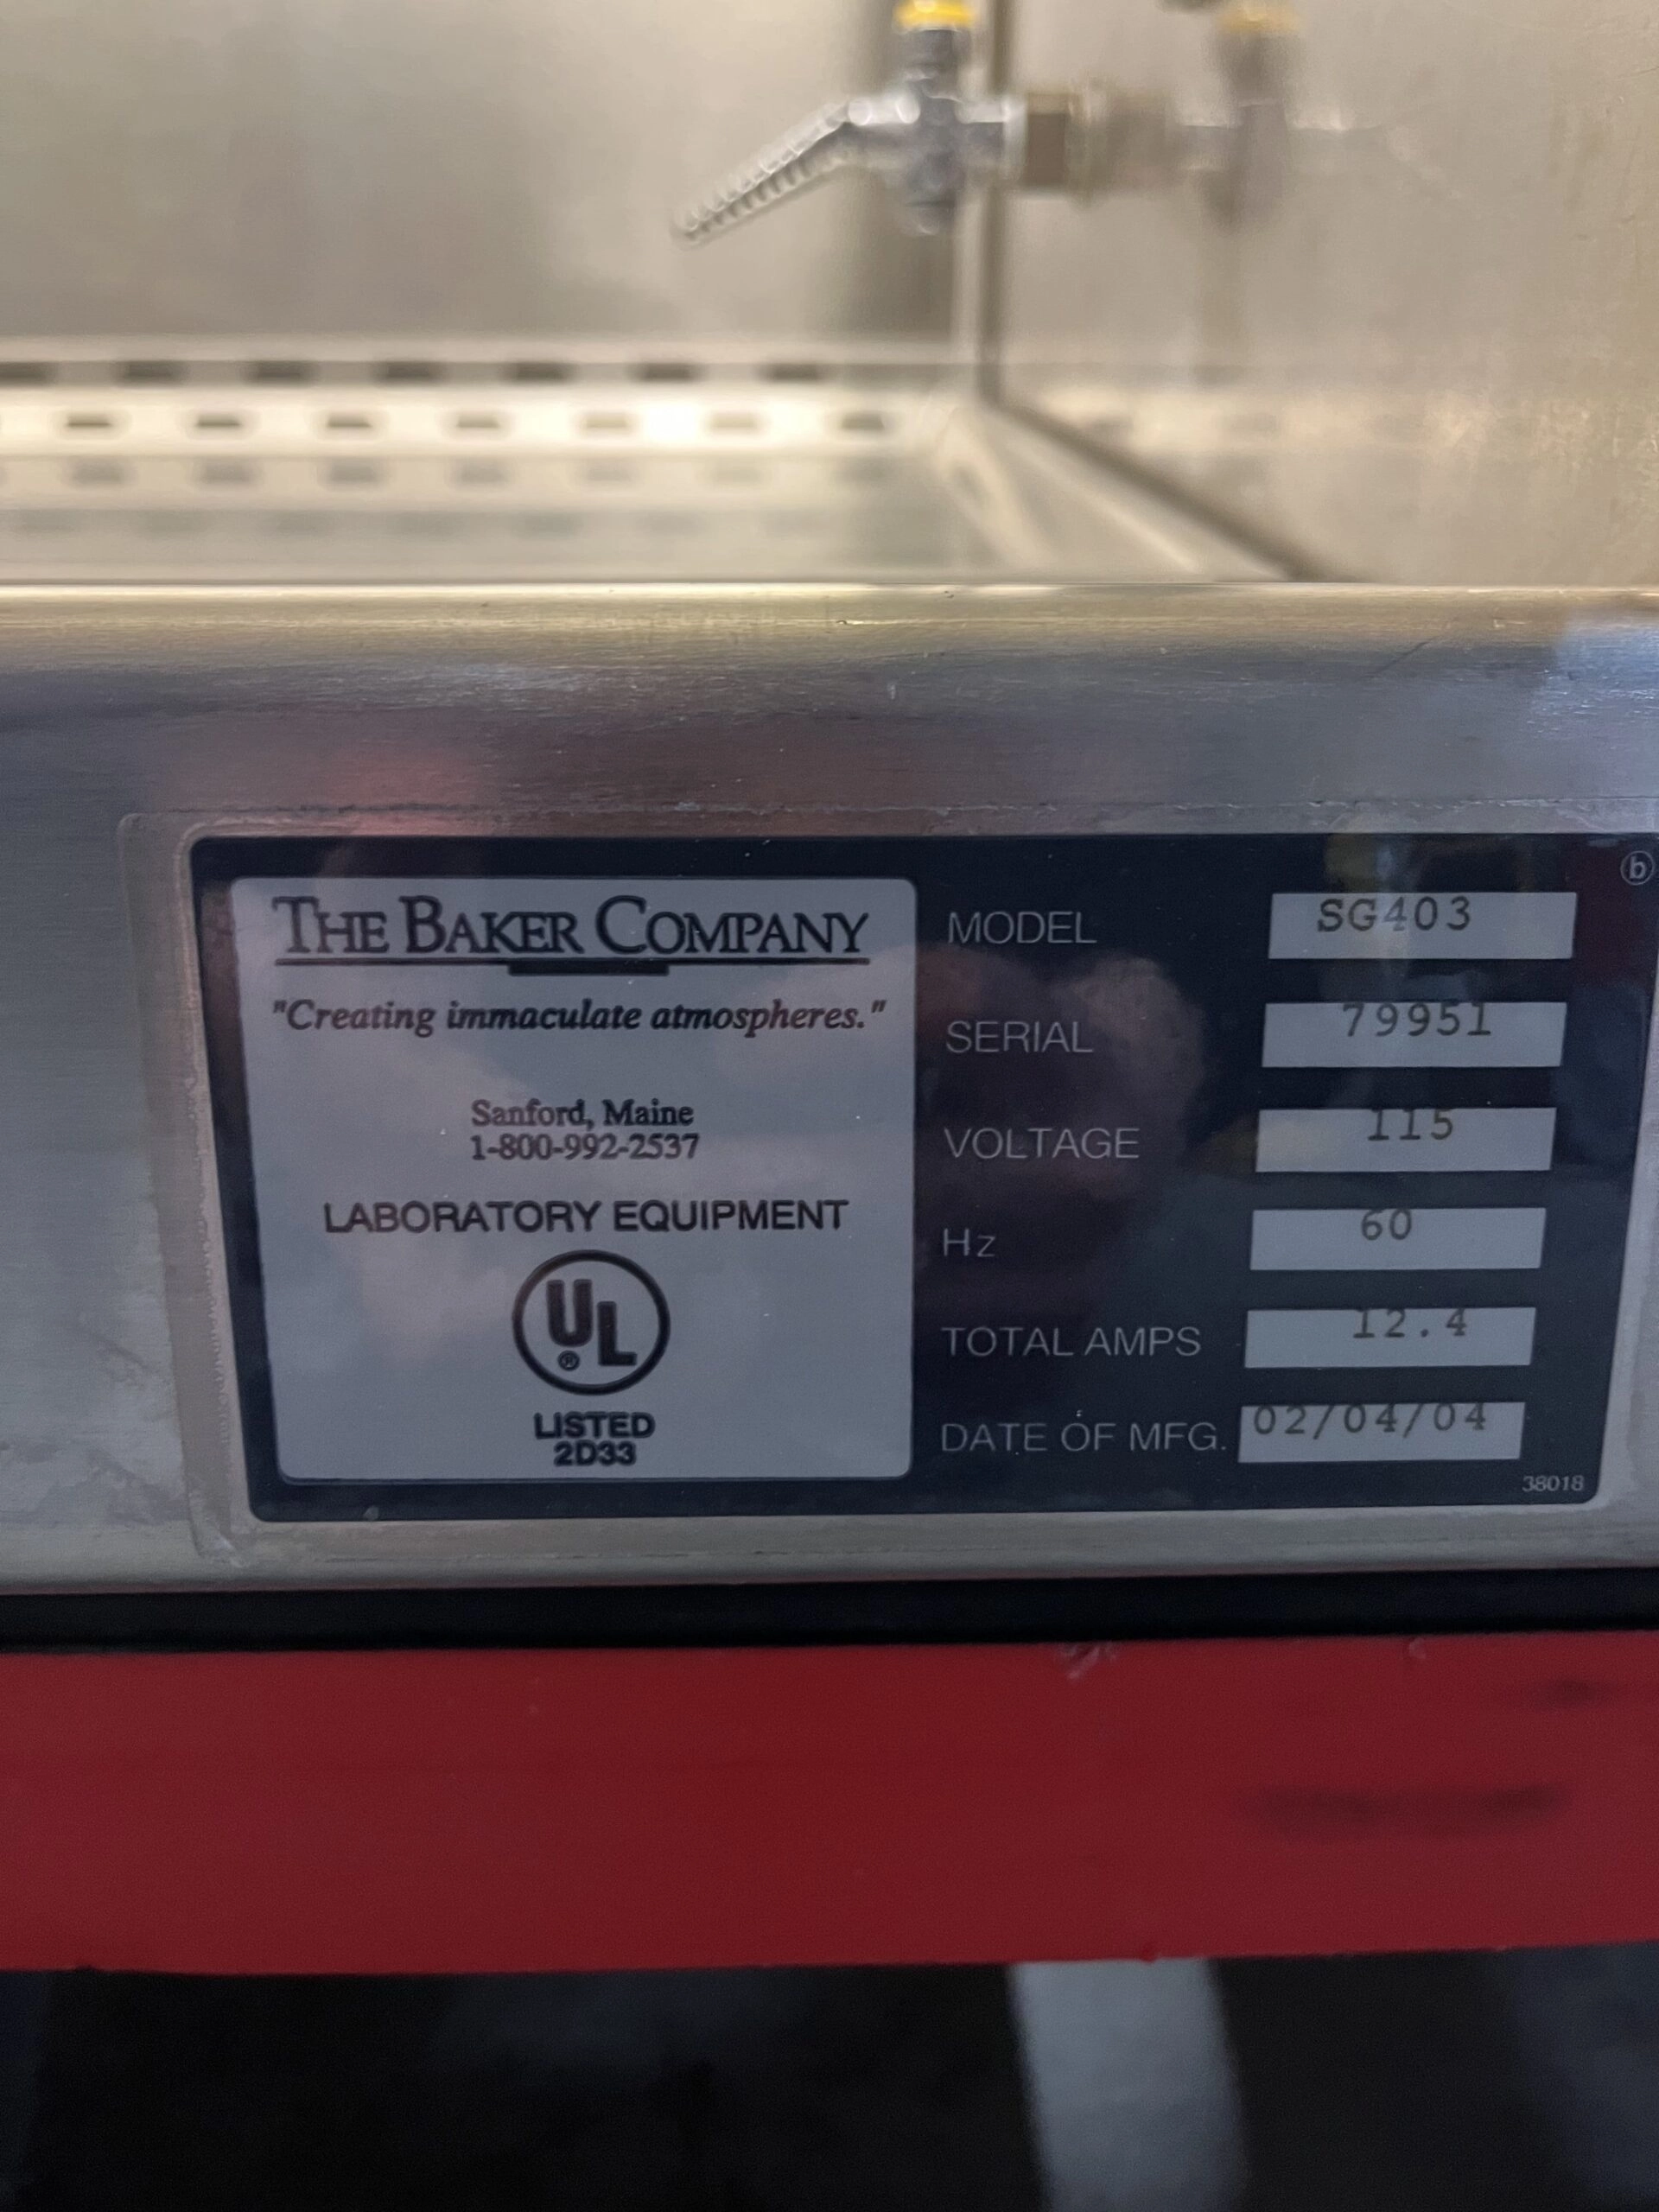 THE BAKER COMPANY
"Creating immaculate atmospheres."
Sanford, Maine
1-800-992-2537
LABORATORY EQUIPMENT
UL
®
LISTED
2D33
b
MODEL SG403
SERIAL 79951
VOLTAGE 115
Hz 60
TOTAL AMPS 12.4
DATE OF MFG. 02/04/04
38018